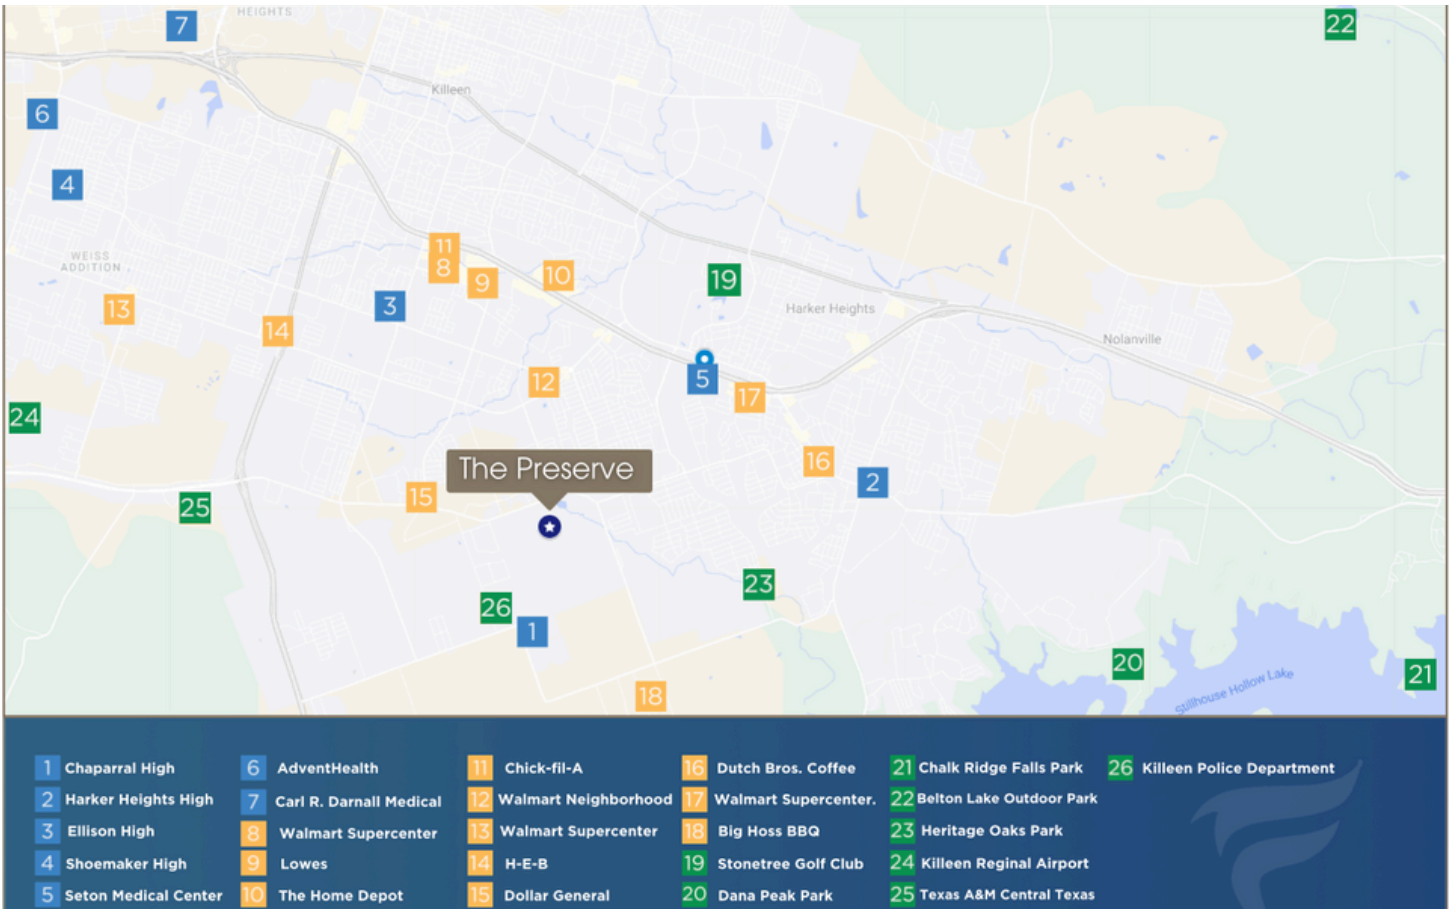 HEIGHTS
7
22
Killeen
6
4
WEISS
ADDITION
11
8
9
10
19
3
13
14
Harker Heights
Nolanville
5
12
17
24
The Preserve
16
2
15
25
23
26
1
20
21
18
Stillhouse Hollow Lake
1 Chaparral High
2 Harker Heights High
3 Ellison High
4 Shoemaker High
5 Seton Medical Center
6 AdventHealth
7 Carl R. Darnall Medical
8 Walmart Supercenter
9 Lowes
10 The Home Depot
11 Chick-fil-A
12 Walmart Neighborhood
13 Walmart Supercenter
14 H-E-B
15 Dollar General
16 Dutch Bros. Coffee
17 Walmart Supercenter.
18 Big Hoss BBQ
19 Stonetree Golf Club
20 Dana Peak Park
21 Chalk Ridge Falls Park
22 Belton Lake Outdoor Park
23 Heritage Oaks Park
24 Killeen Reginal Airport
25 Texas A&M Central Texas
26 Killeen Police Department